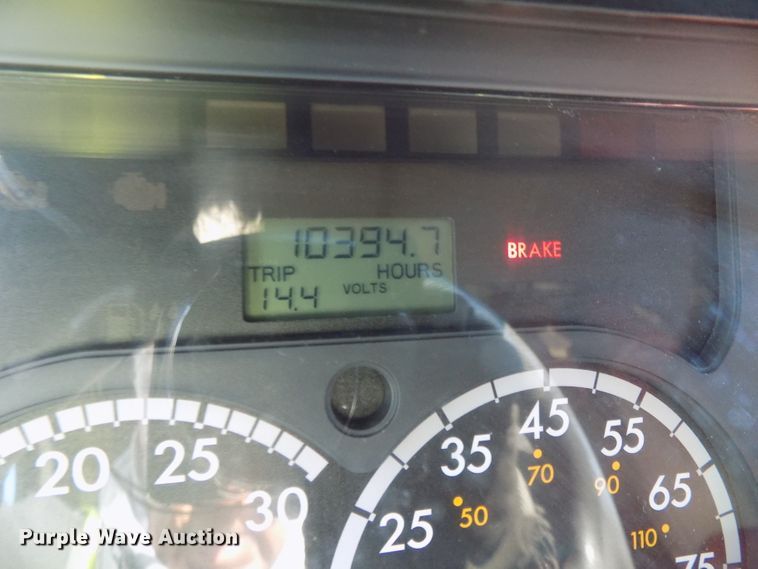 10394.7
TRIP HOURS
14.4 VOLTS
BRAKE
20 25 30
25 35 45 55 65 75
50 70 90 110
Purple Wave Auction